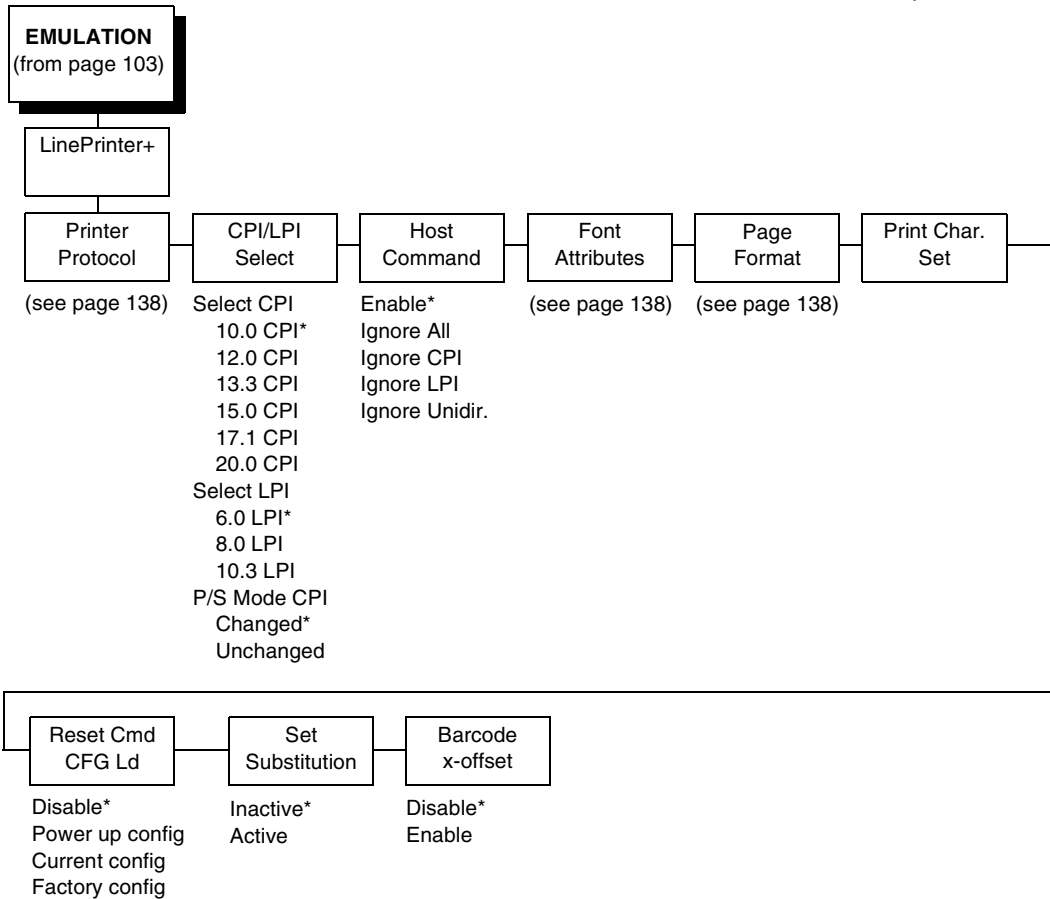 EMULATION
(from page 103)
LinePrinter+
Printer
Protocol
(see page 138)
CPI/LPI
Select
Select CPI
10.0 CPI*
12.0 CPI
13.3 CPI
15.0 CPI
17.1 CPI
20.0 CPI
Select LPI
6.0 LPI*
8.0 LPI
10.3 LPI
P/S Mode CPI
Changed*
Unchanged
Host
Command
Enable*
Ignore All
Ignore CPI
Ignore LPI
Ignore Unidir.
Font
Attributes
(see page 138)
Page
Format
(see page 138)
Print Char.
Set
Reset Cmd
CFG Ld
Disable*
Power up config
Current config
Factory config
Set
Substitution
Inactive*
Active
Barcode
x-offset
Disable*
Enable